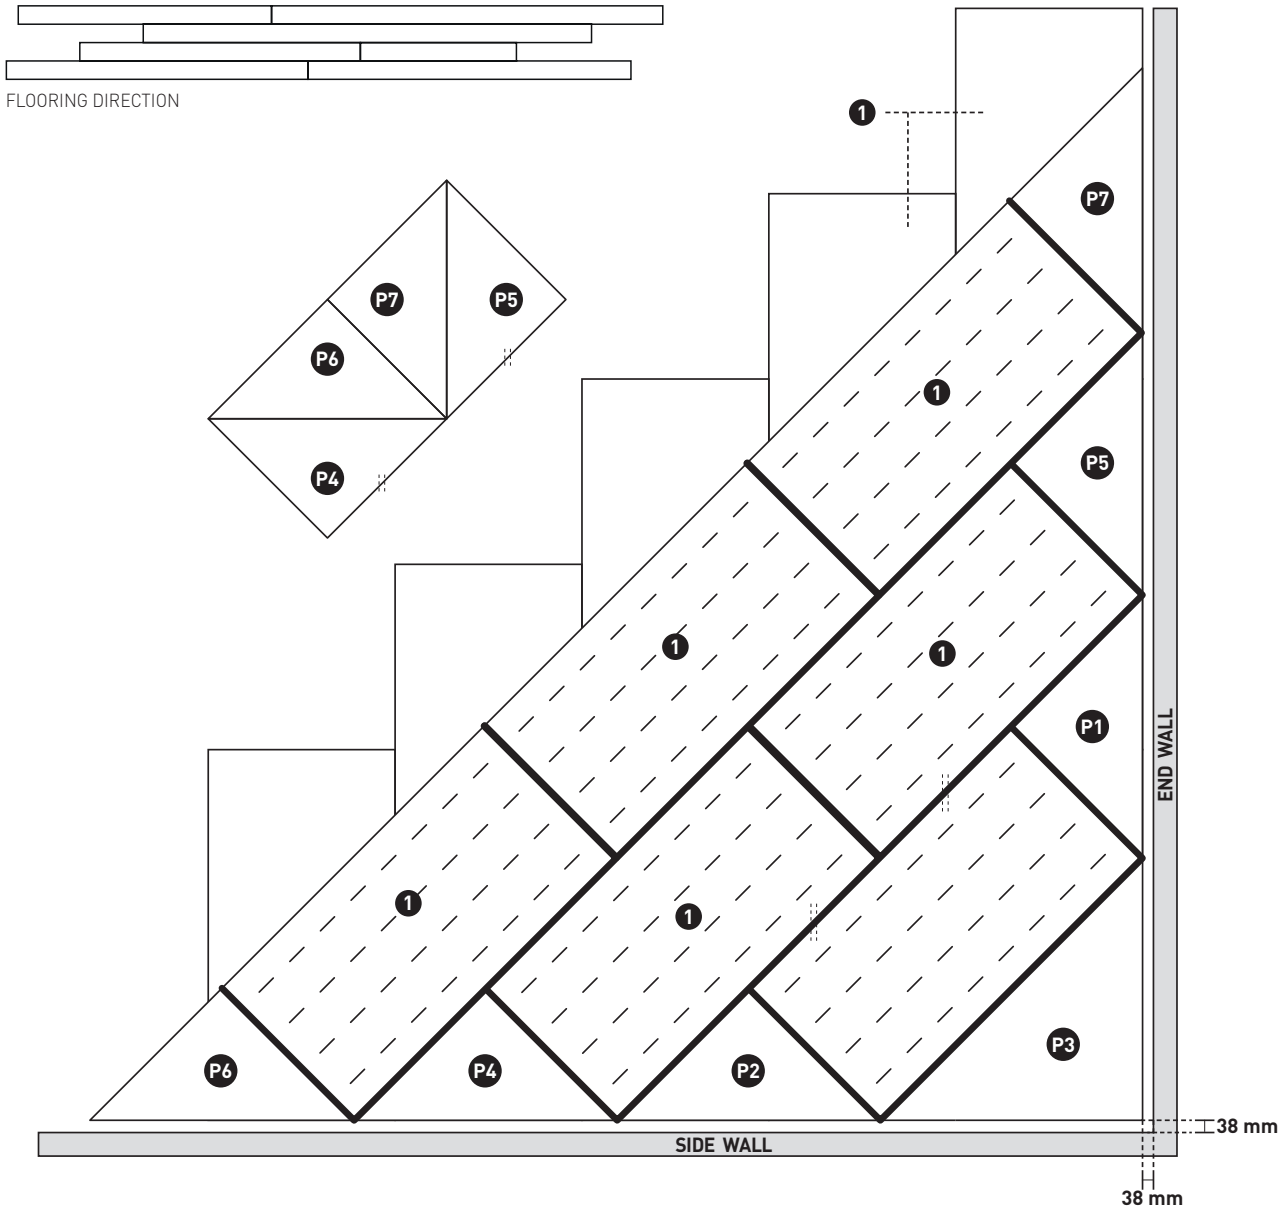 FLOORING DIRECTION
1
P7
P7
P5
P6
1
P5
P4
1
1
P1
END WALL
1
1
P3
P6
P4
P2
38 mm
SIDE WALL
38 mm